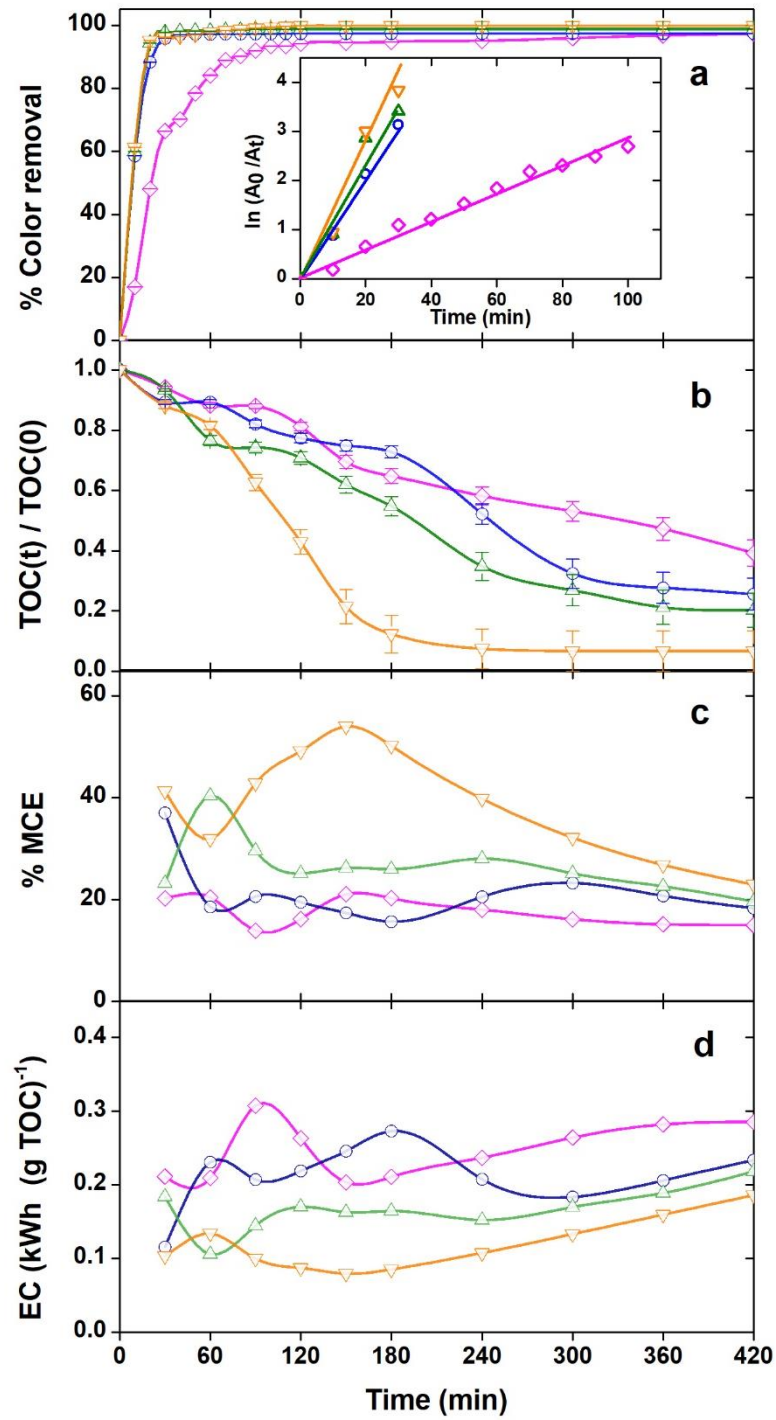 % Color removal
100
80
60
40
20
0
a
ln (A0 /At)
4
3
2
1
0
20 40 60 80 100
Time (min)
TOC(t) / TOC(0)
1.0
0.8
0.6
0.4
0.2
0.0
b
% MCE
60
40
20
0
c
EC (kWh (g TOC)-1
0.4
0.3
0.2
0.1
0.0
d
0 60 120 180 240 300 360 420
Time (min)